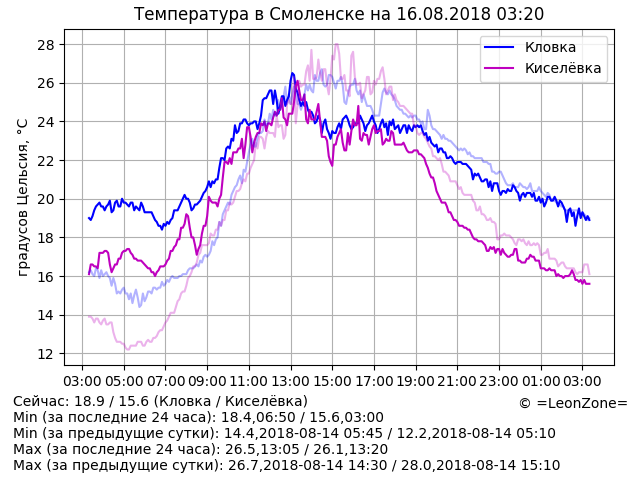 Температура в Смоленске на 16.08.2018 03:20
градусов Цельсия, °C
28
26
24
22
20
18
16
14
12
Кловка
Киселёвка
03:00 05:00 07:00 09:00 11:00 13:00 15:00 17:00 19:00 21:00 23:00 01:00 03:00
Сейчас: 18.9 / 15.6 (Кловка / Киселёвка)
© =LeonZone=
Min (за последние 24 часа): 18.4,06:50 / 15.6,03:00
Min (за предыдущие сутки): 14.4,2018-08-14 05:45 / 12.2,2018-08-14 05:10
Max (за последние 24 часа): 26.5,13:05 / 26.1,13:20
Max (за предыдущие сутки): 26.7,2018-08-14 14:30 / 28.0,2018-08-14 15:10